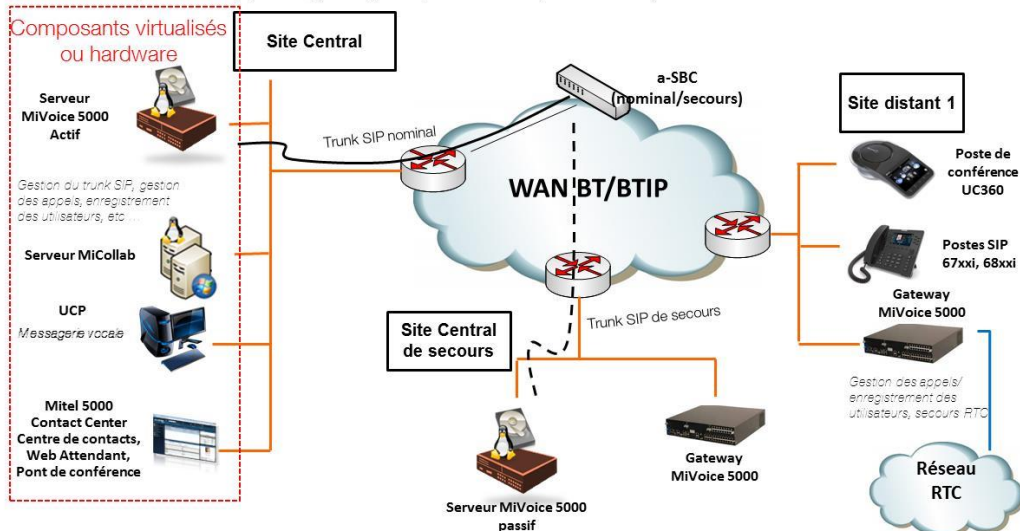 Composants virtualisés
ou hardware
Site Central
Serveur
MiVoice 5000
Actif
Gestion du trunk SIP, gestion
des appels, enregistrement
des utilisateurs, etc ...
Serveur MiCollab
UCP
Messagerie vocale
Mitel 5000
Contact Center
Centre de contacts,
Web Attendant,
Pont de conférence
Trunk SIP nominal
a-SBC
(nominal/secours)
WAN BT/BTIP
Trunk SIP de secours
Site Central
de secours
Serveur MiVoice 5000
passif
Gateway
MiVoice 5000
Site distant 1
Poste de
conférence
UC360
Postes SIP
67xxi, 68xxi
Gateway
MiVoice 5000
Gestion des appels/
enregistrement des
utilisateurs, secours RTC
Réseau
RTC